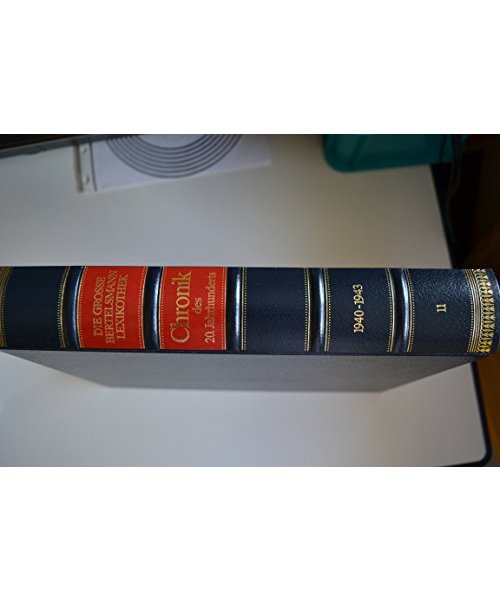 DIE GROSSE
BERTELSMANN
LEXIKOTHEK
Chronik
des
20. Jahrhunderts
1940-1943
11